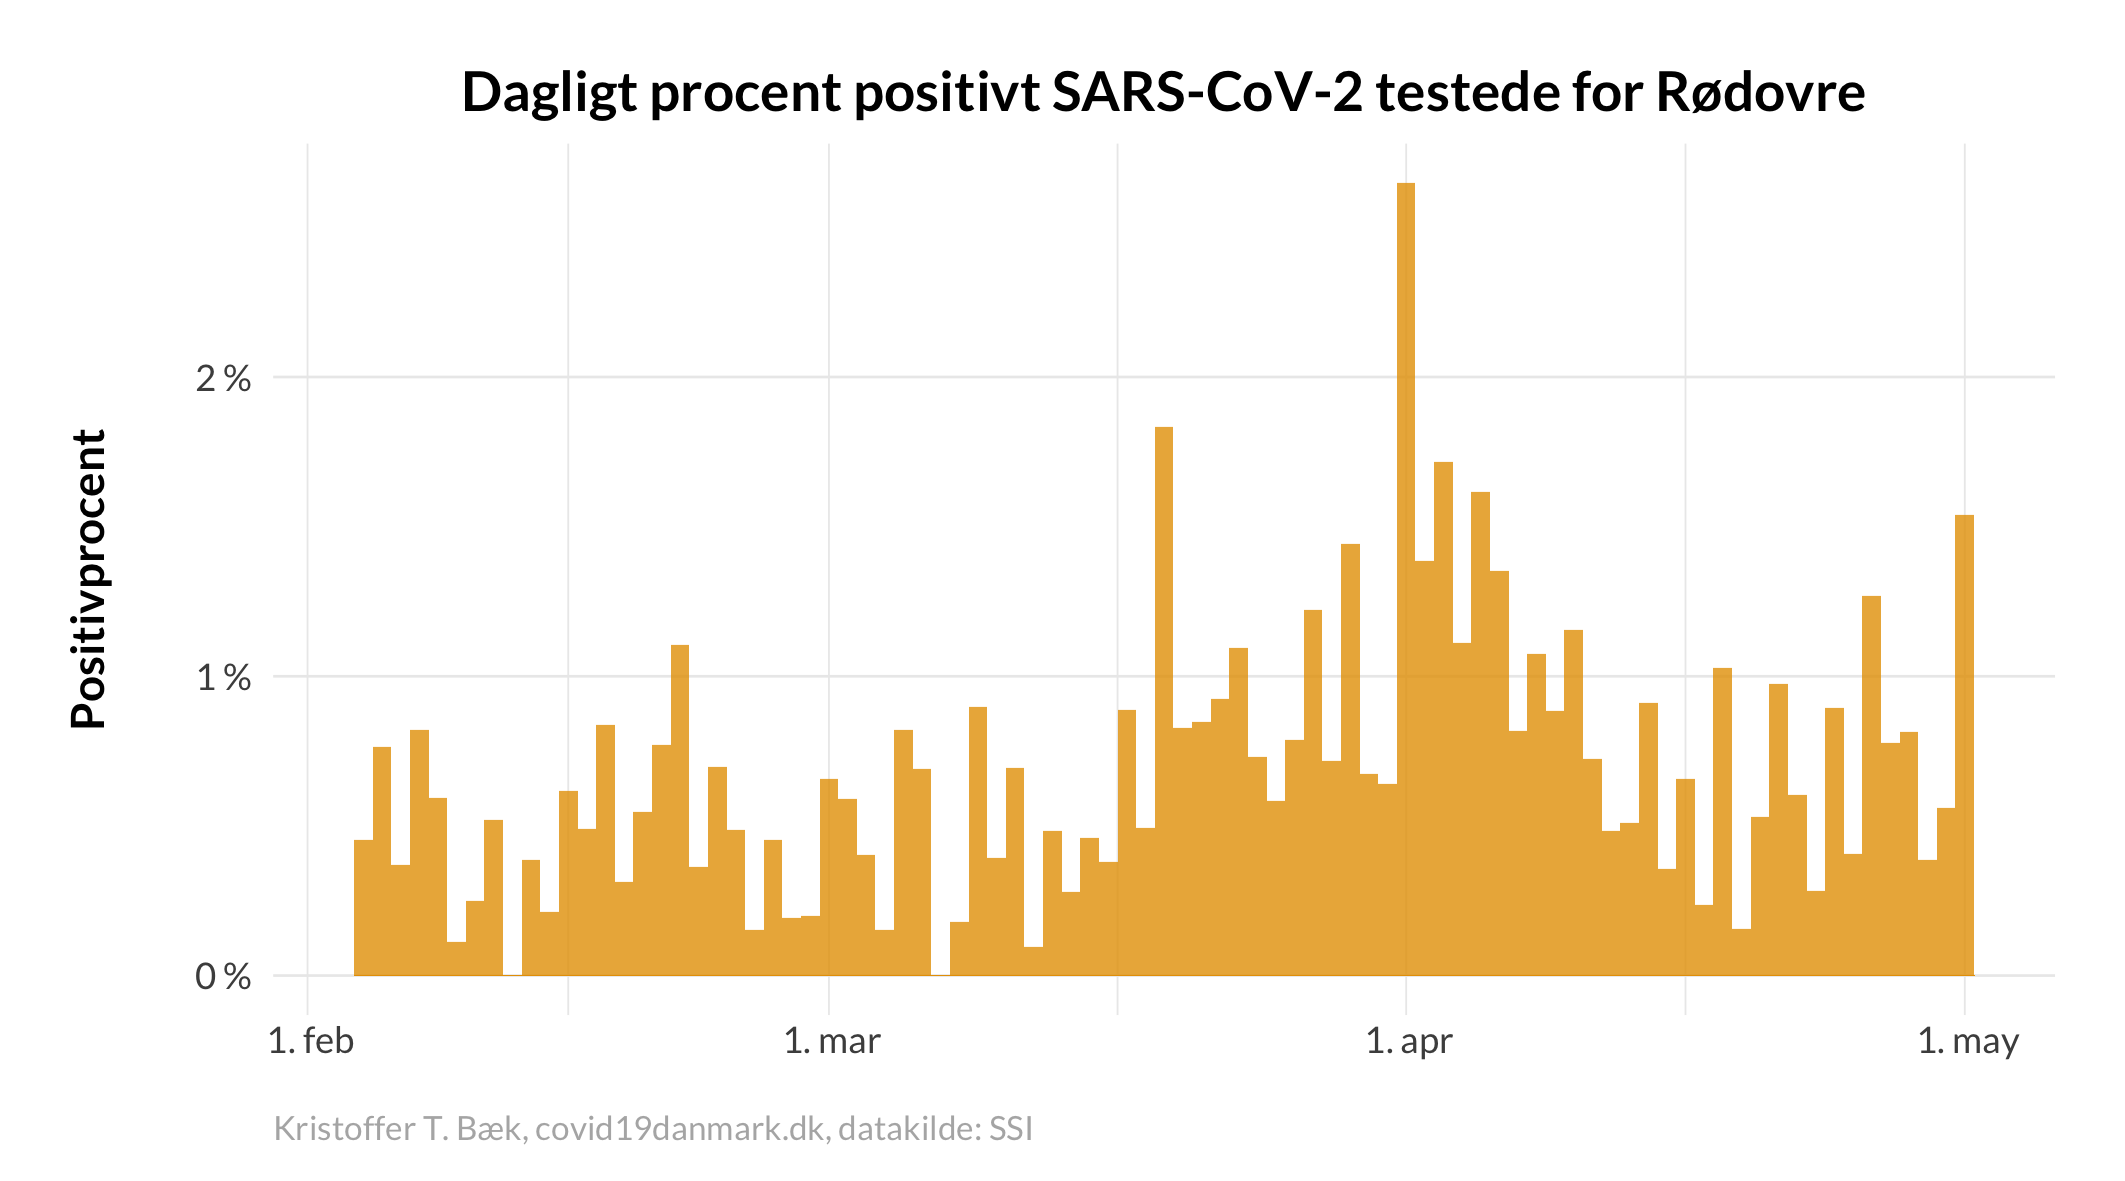 Dagligt procent positivt SARS-CoV-2 testede for Rødovre
Positivprocent
2 %
1 %
0 %
1. feb
1. mar
1. apr
1. may
Kristoffer T. Bæk, covid19danmark.dk, datakilde: SSI